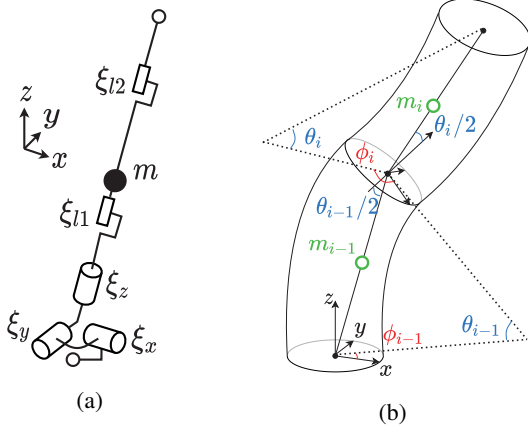 ξ_{l2}
z
y
x
m
ξ_{l1}
ξ_z
ξ_y
ξ_x
(a)
m_i
θ_i
θ_i/2
ϕ_i
θ_{i−1}/2
m_{i−1}
z
y
x
ϕ_{i−1}
θ_{i−1}
(b)